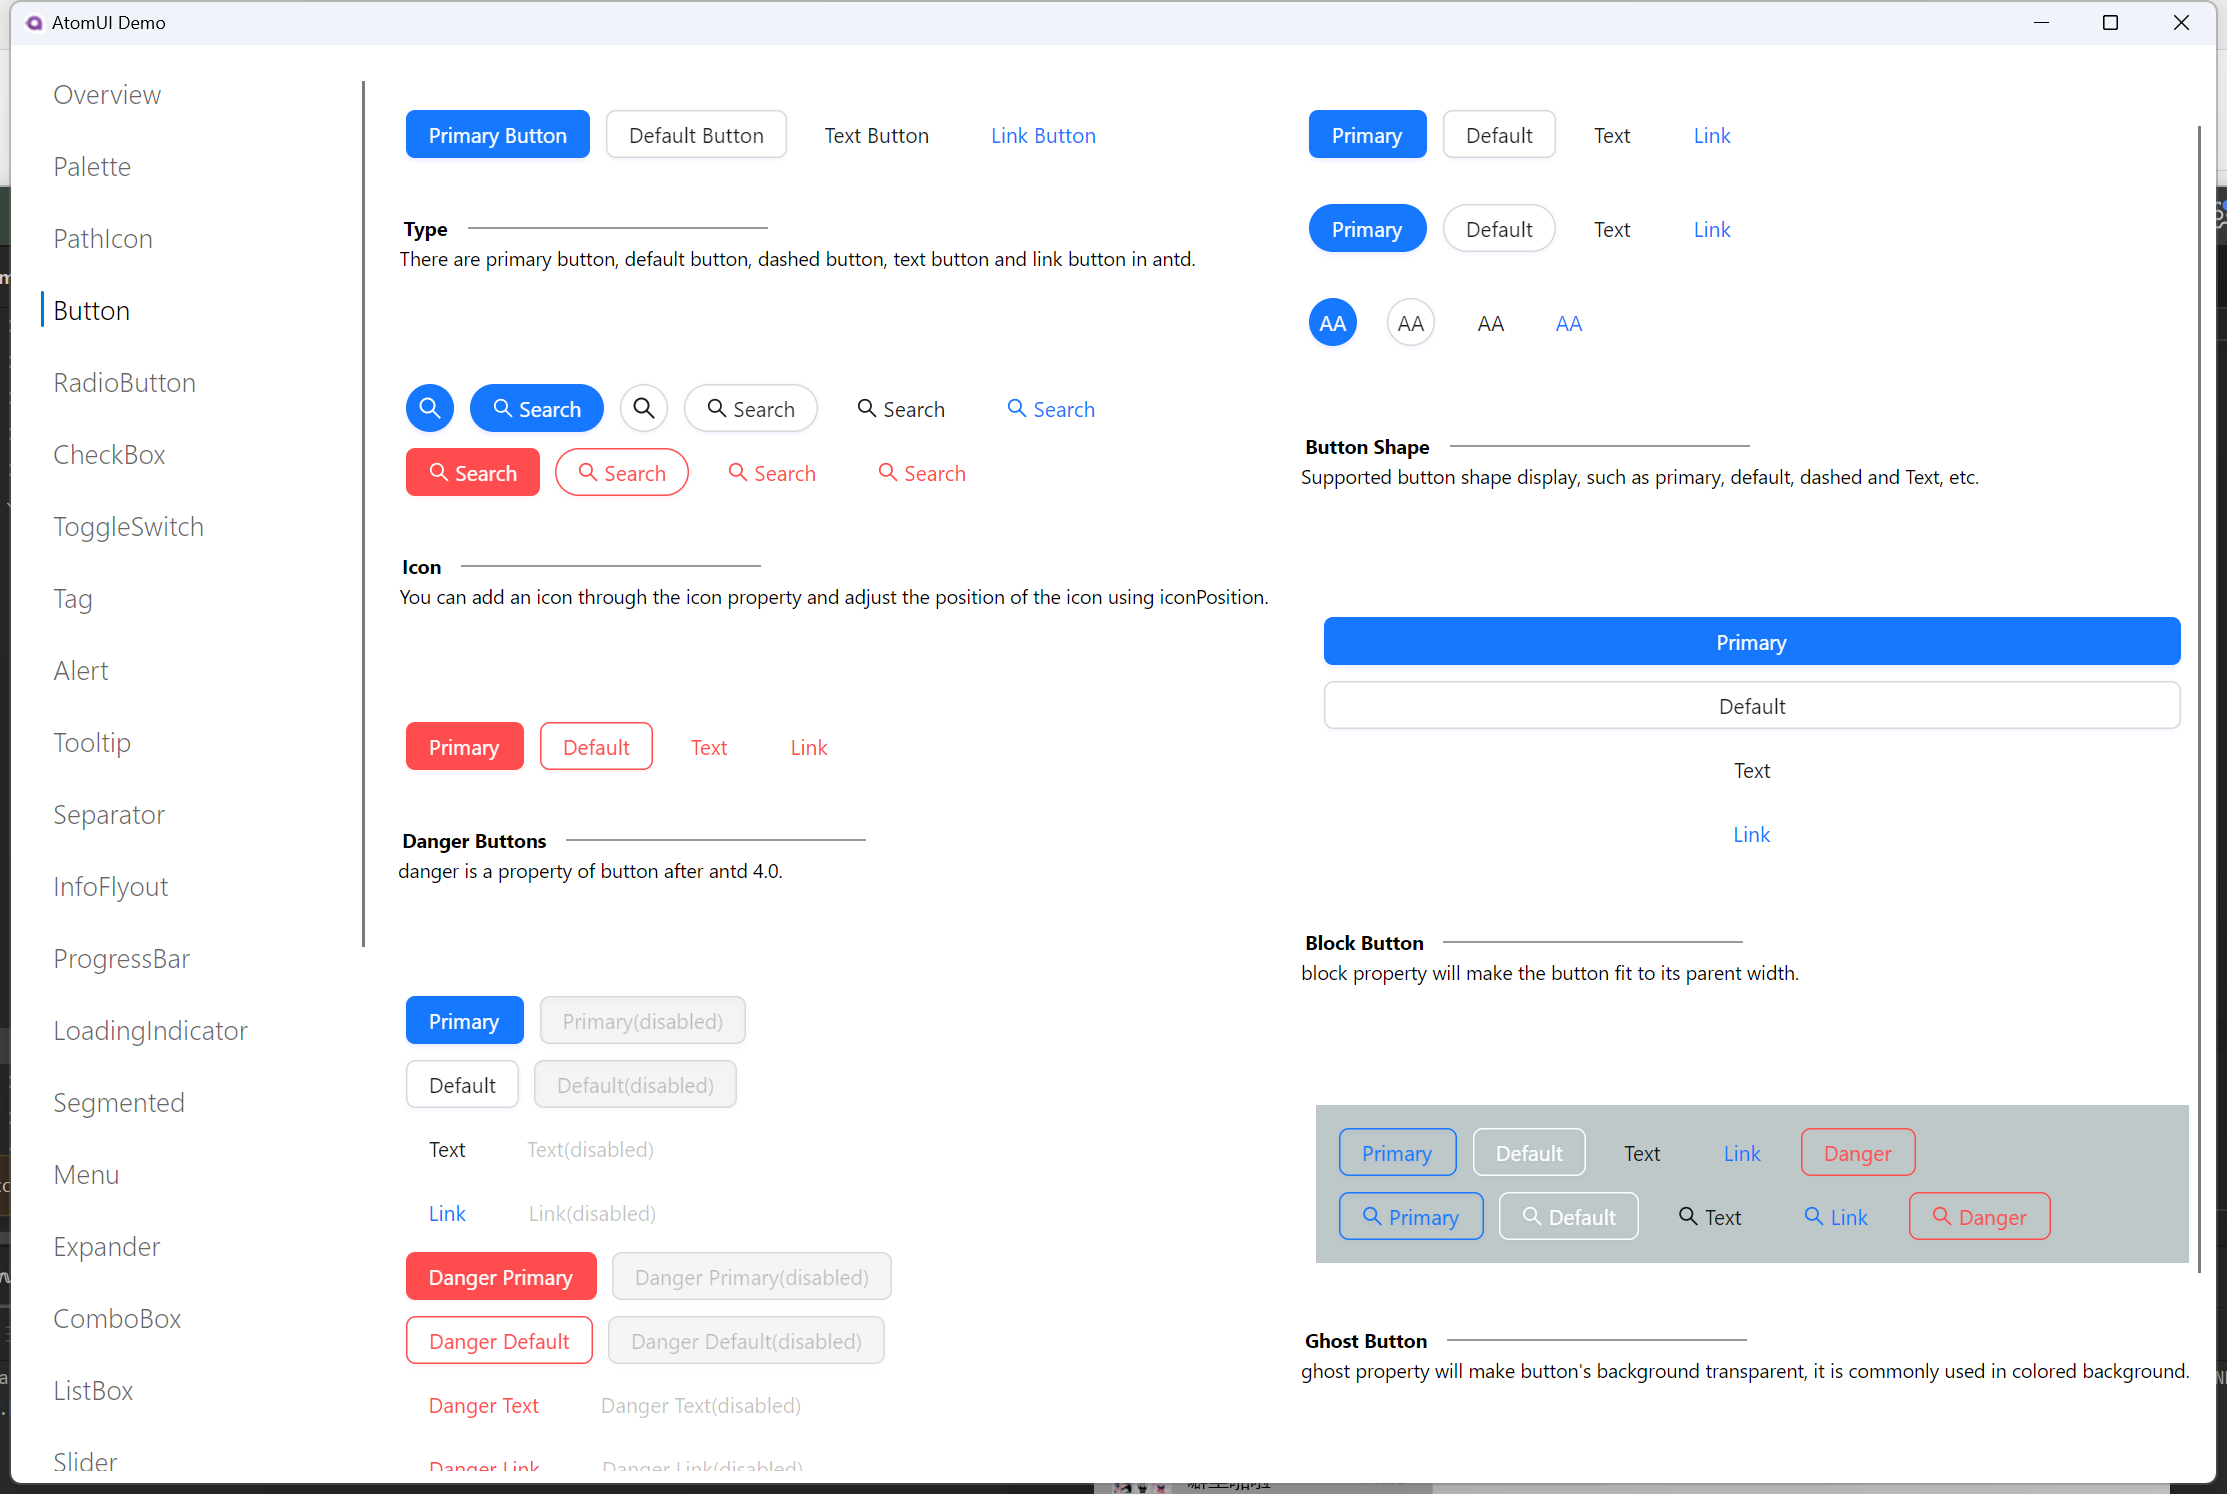 AtomUI Demo
Overview
Palette
PathIcon
Button
RadioButton
CheckBox
ToggleSwitch
Tag
Alert
Tooltip
Separator
InfoFlyout
ProgressBar
LoadingIndicator
Segmented
Menu
Expander
ComboBox
ListBox
Slider
Primary Button Default Button Text Button Link Button
Type
There are primary button, default button, dashed button, text button and link button in antd.
Search Search Search Search
Search Search Search Search
Icon
You can add an icon through the icon property and adjust the position of the icon using iconPosition.
Primary Default Text Link
Danger Buttons
danger is a property of button after antd 4.0.
Primary Primary(disabled)
Default Default(disabled)
Text Text(disabled)
Link Link(disabled)
Danger Primary Danger Primary(disabled)
Danger Default Danger Default(disabled)
Danger Text Danger Text(disabled)
Danger Link Danger Link(disabled)
Primary Default Text Link
Primary Default Text Link
AA AA AA AA
Button Shape
Supported button shape display, such as primary, default, dashed and Text, etc.
Primary
Default
Text
Link
Block Button
block property will make the button fit to its parent width.
Primary Default Text Link Danger
Primary Default Text Link Danger
Ghost Button
ghost property will make button's background transparent, it is commonly used in colored background.